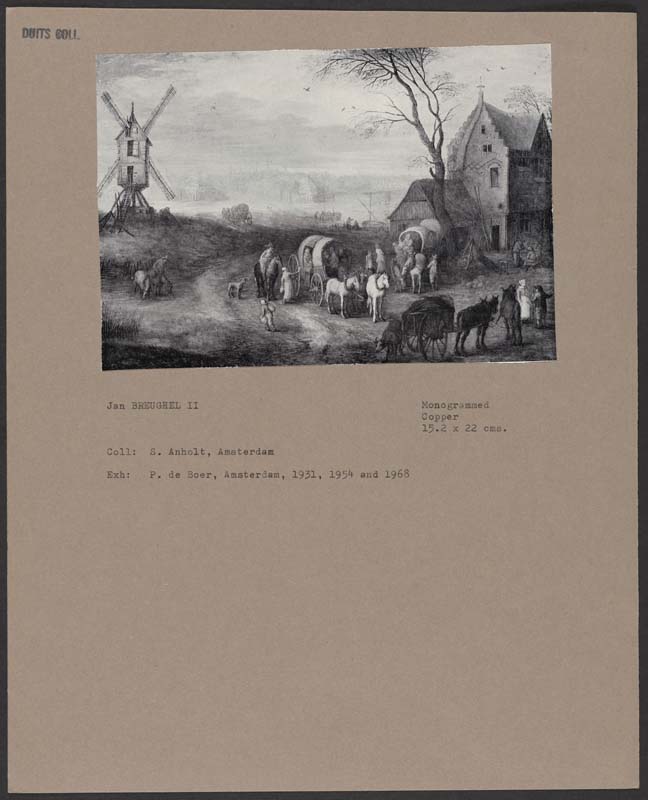 DUITS COLL.
Jan BREUGHEL II
Monogrammed
Copper
15.2 x 22 cms.
Coll: S. Anholt, Amsterdam
Exh: P. de Boer, Amsterdam, 1931, 1954 and 1968